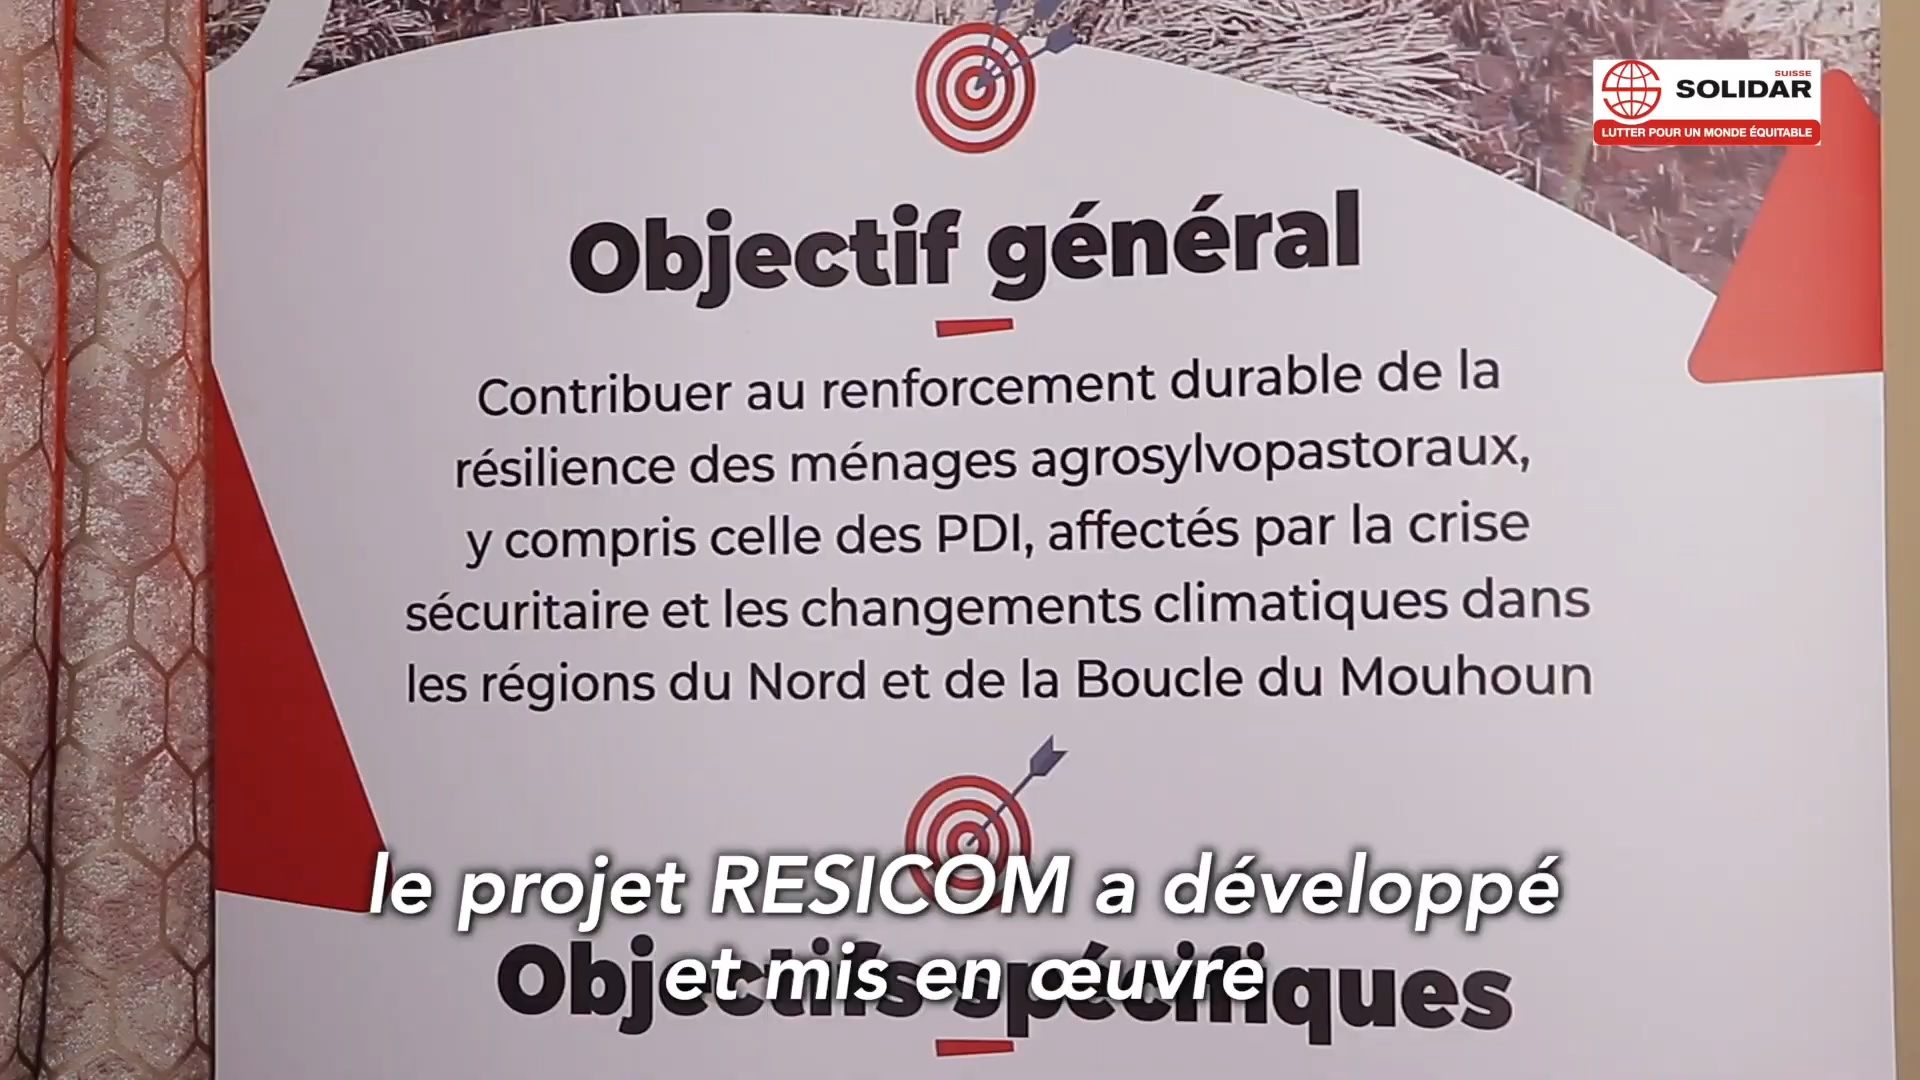 SUISSE
SOLIDAR
LUTTER POUR UN MONDE ÉQUITABLE
Objectif général
Contribuer au renforcement durable de la
résilience des ménages agrosylvopastoraux,
y compris celle des PDI, affectés par la crise
sécuritaire et les changements climatiques dans
les régions du Nord et de la Boucle du Mouhoun
le projet RESICOM a développé
et mis en œuvre
Objectifs spécifiques